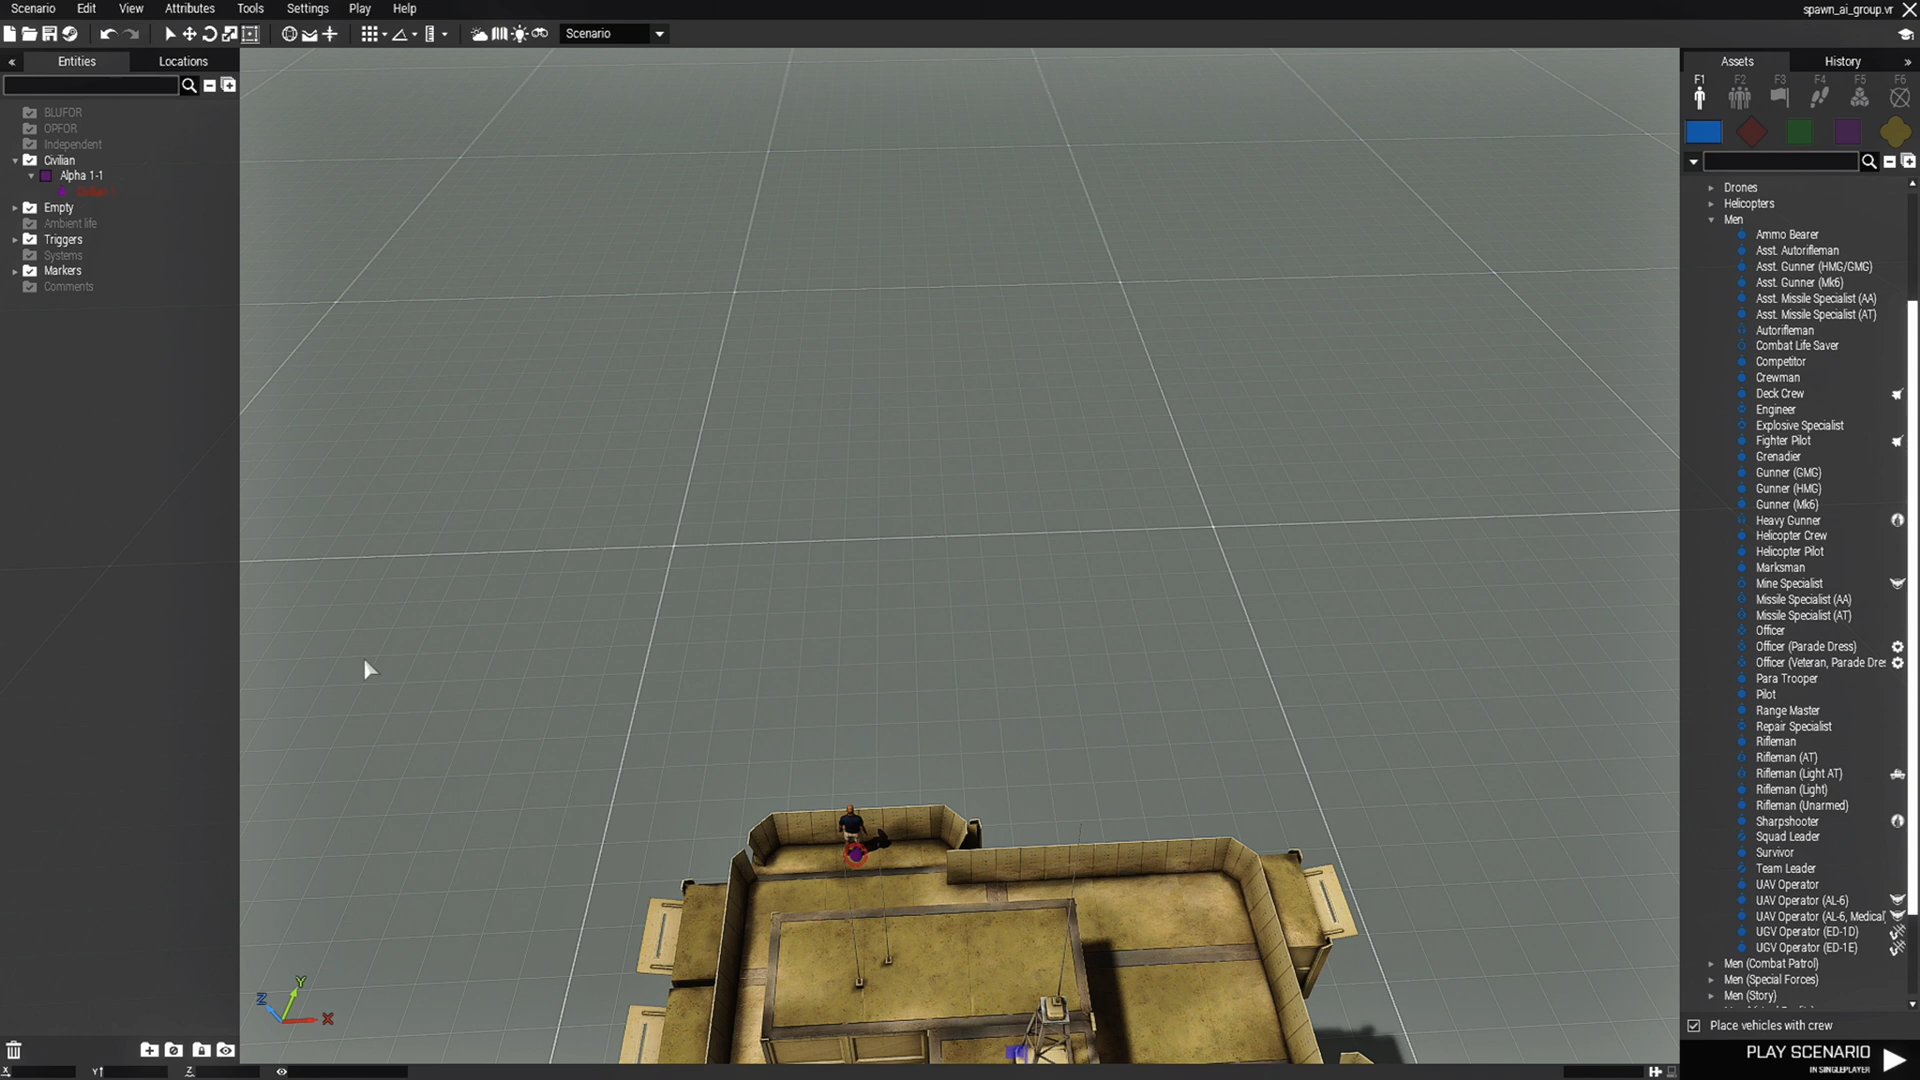 Scenario Edit View Attributes Tools Settings Play Help
spawn_ai_group.vr
Scenario
Entities Locations
BLUFOR
OPFOR
Independent
Civilian
Alpha 1-1
Empty
Ambient life
Triggers
Systems
Markers
Comments
Z Y X
X Y Z
Assets History
F1 F2 F3 F4 F5 F6
Drones
Helicopters
Men
Ammo Bearer
Asst. Autorifleman
Asst. Gunner (HMG/GMG)
Asst. Gunner (Mk6)
Asst. Missile Specialist (AA)
Asst. Missile Specialist (AT)
Autorifleman
Combat Life Saver
Competitor
Crewman
Deck Crew
Engineer
Explosive Specialist
Fighter Pilot
Grenadier
Gunner (GMG)
Gunner (HMG)
Gunner (Mk6)
Heavy Gunner
Helicopter Crew
Helicopter Pilot
Marksman
Mine Specialist
Missile Specialist (AA)
Missile Specialist (AT)
Officer
Officer (Parade Dress)
Officer (Veteran, Parade Dre
Para Trooper
Pilot
Range Master
Repair Specialist
Rifleman
Rifleman (AT)
Rifleman (Light AT)
Rifleman (Light)
Rifleman (Unarmed)
Sharpshooter
Squad Leader
Survivor
Team Leader
UAV Operator
UAV Operator (AL-6)
UAV Operator (AL-6, Medical
UGV Operator (ED-1D)
UGV Operator (ED-1E)
Men (Combat Patrol)
Men (Special Forces)
Men (Story)
Place vehicles with crew
PLAY SCENARIO
IN SINGLEPLAYER